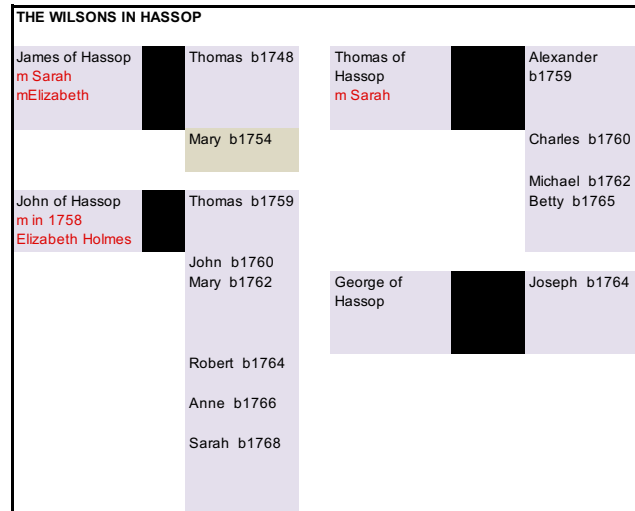 THE WILSONS IN HASSOP
James of Hassop
m Sarah
mElizabeth
Thomas b1748
Mary b1754
Thomas of
Hassop
m Sarah
Alexander
b1759
Charles b1760
Michael b1762
Betty b1765
John of Hassop
m in 1758
Elizabeth Holmes
Thomas b1759
John b1760
Mary b1762
Robert b1764
Anne b1766
Sarah b1768
George of
Hassop
Joseph b1764